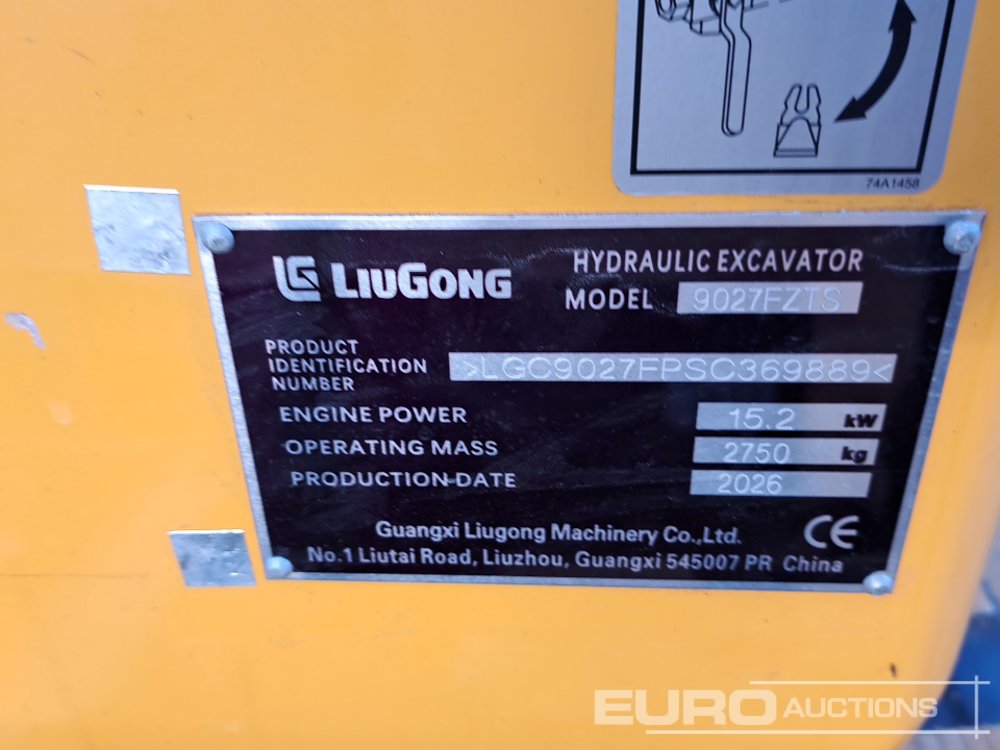 74A1458
LG LIUGONG
HYDRAULIC EXCAVATOR
MODEL 9027FZTS
PRODUCT
IDENTIFICATION
NUMBER
>LGC9027FPSC369889<
ENGINE POWER 15.2 kW
OPERATING MASS 2750 kg
PRODUCTION-DATE 2026
Guangxi Liugong Machinery Co.,Ltd.
No.1 Liutai Road, Liuzhou, Guangxi 545007 PR China
CE
EURO AUCTIONS